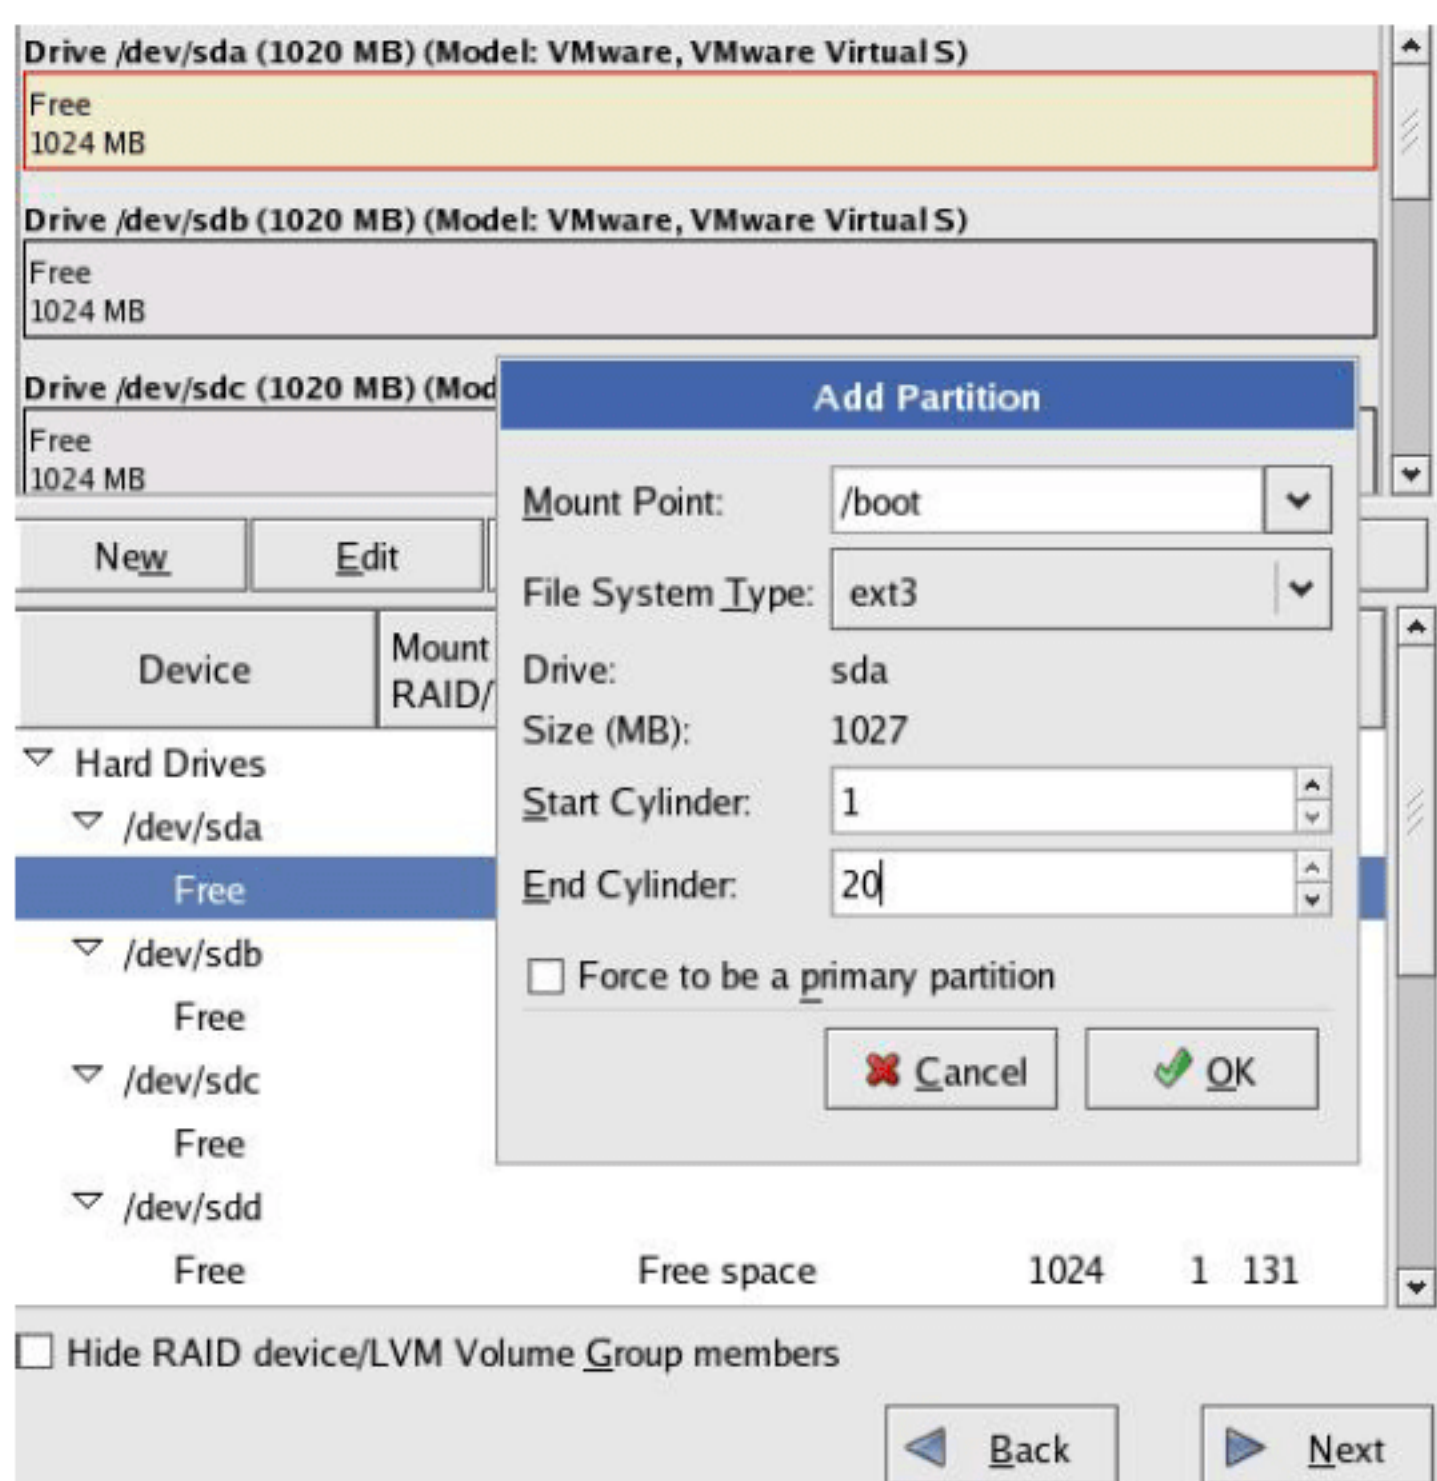 Drive /dev/sda (1020 MB) (Model: VMware, VMware Virtual S)
Free
1024 MB
Drive /dev/sdb (1020 MB) (Model: VMware, VMware Virtual S)
Free
1024 MB
Drive /dev/sdc (1020 MB) (Mod
Free
1024 MB
New Edit
Device
Mount
RAID/
Hard Drives
/dev/sda
Free
/dev/sdb
Free
/dev/sdc
Free
/dev/sdd
Free Free space 1024 1 131
Add Partition
Mount Point: /boot
File System Type: ext3
Drive: sda
Size (MB): 1027
Start Cylinder: 1
End Cylinder: 20
Force to be a primary partition
Cancel OK
Hide RAID device/LVM Volume Group members
Back Next